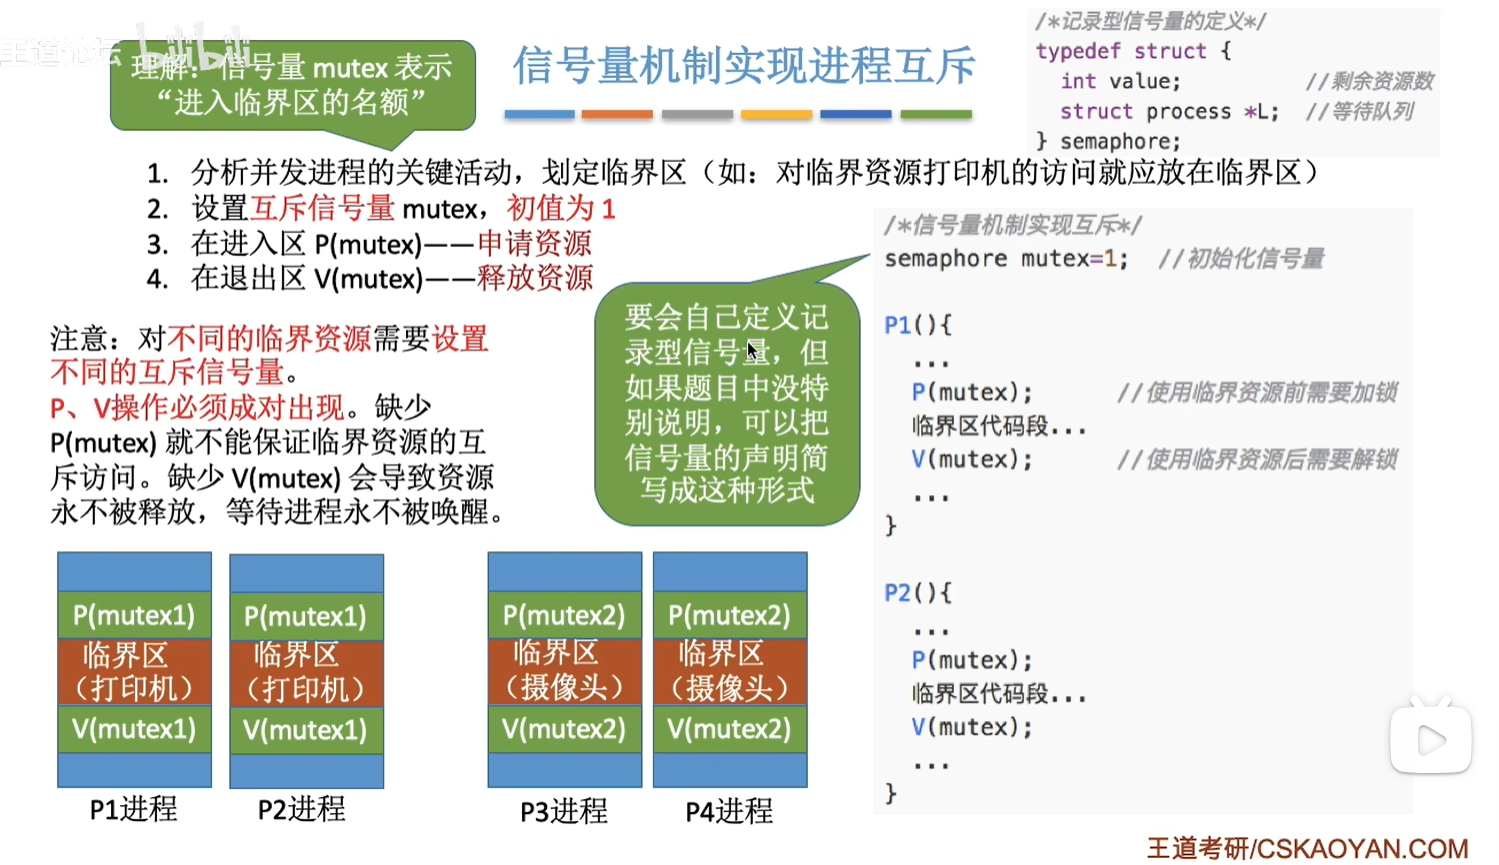 王道论坛 bilibili
理解：信号量 mutex 表示
“进入临界区的名额”
信号量机制实现进程互斥
/*记录型信号量的定义*/
typedef struct {
int value; //剩余资源数
struct process *L; //等待队列
} semaphore;
1. 分析并发进程的关键活动，划定临界区（如：对临界资源打印机的访问就应放在临界区）
2. 设置互斥信号量 mutex，初值为 1
3. 在进入区 P(mutex)——申请资源
4. 在退出区 V(mutex)——释放资源
注意：对不同的临界资源需要设置
不同的互斥信号量。
P、V操作必须成对出现。缺少
P(mutex) 就不能保证临界资源的互
斥访问。缺少 V(mutex) 会导致资源
永不被释放，等待进程永不被唤醒。
要会自己定义记
录型信号量，但
如果题目中没特
别说明，可以把
信号量的声明简
写成这种形式
/*信号量机制实现互斥*/
semaphore mutex=1; //初始化信号量
P1(){
...
P(mutex); //使用临界资源前需要加锁
临界区代码段...
V(mutex); //使用临界资源后需要解锁
...
}
P2(){
...
P(mutex);
临界区代码段...
V(mutex);
...
}
P(mutex1)
临界区
（打印机）
V(mutex1)
P1进程
P(mutex1)
临界区
（打印机）
V(mutex1)
P2进程
P(mutex2)
临界区
（摄像头）
V(mutex2)
P3进程
P(mutex2)
临界区
（摄像头）
V(mutex2)
P4进程
王道考研/CSKAOYAN.COM